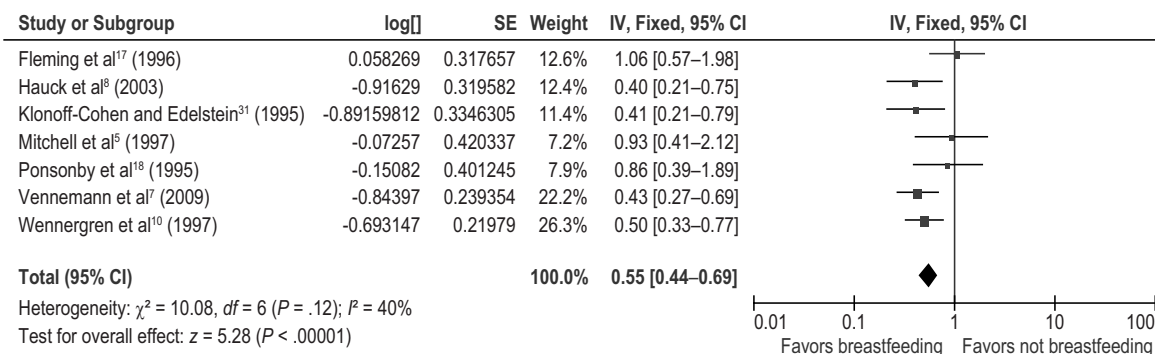 Study or Subgroup log[] SE Weight IV, Fixed, 95% CI IV, Fixed, 95% CI
Fleming et al¹⁷ (1996) 0.058269 0.317657 12.6% 1.06 [0.57–1.98]
Hauck et al⁸ (2003) -0.91629 0.319582 12.4% 0.40 [0.21–0.75]
Klonoff-Cohen and Edelstein³¹ (1995) -0.89159812 0.3346305 11.4% 0.41 [0.21–0.79]
Mitchell et al⁵ (1997) -0.07257 0.420337 7.2% 0.93 [0.41–2.12]
Ponsonby et al¹⁸ (1995) -0.15082 0.401245 7.9% 0.86 [0.39–1.89]
Vennemann et al⁷ (2009) -0.84397 0.239354 22.2% 0.43 [0.27–0.69]
Wennergren et al¹⁰ (1997) -0.693147 0.21979 26.3% 0.50 [0.33–0.77]
Total (95% CI) 100.0% 0.55 [0.44–0.69]
Heterogeneity: χ² = 10.08, df = 6 (P = .12); I² = 40%
Test for overall effect: z = 5.28 (P < .00001)
0.01 0.1 1 10 100
Favors breastfeeding Favors not breastfeeding